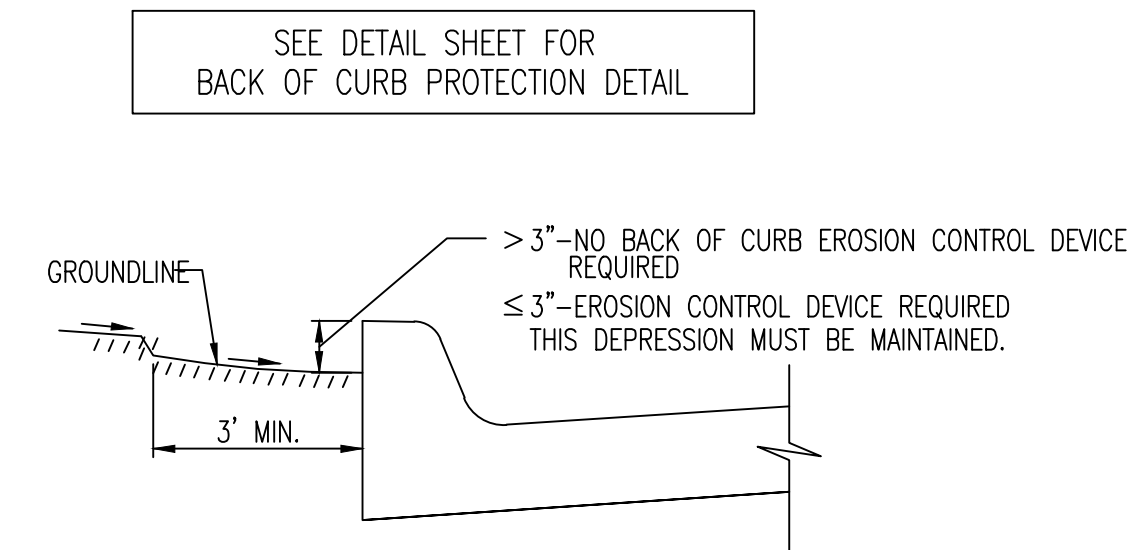 SEE DETAIL SHEET FOR
BACK OF CURB PROTECTION DETAIL
>3"-NO BACK OF CURB EROSION CONTROL DEVICE
REQUIRED
GROUNDLINE
≤3"-EROSION CONTROL DEVICE REQUIRED
THIS DEPRESSION MUST BE MAINTAINED.
3' MIN.